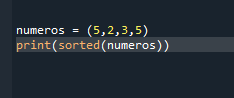 numeros = (5,2,3,5)
print(sorted(numeros))